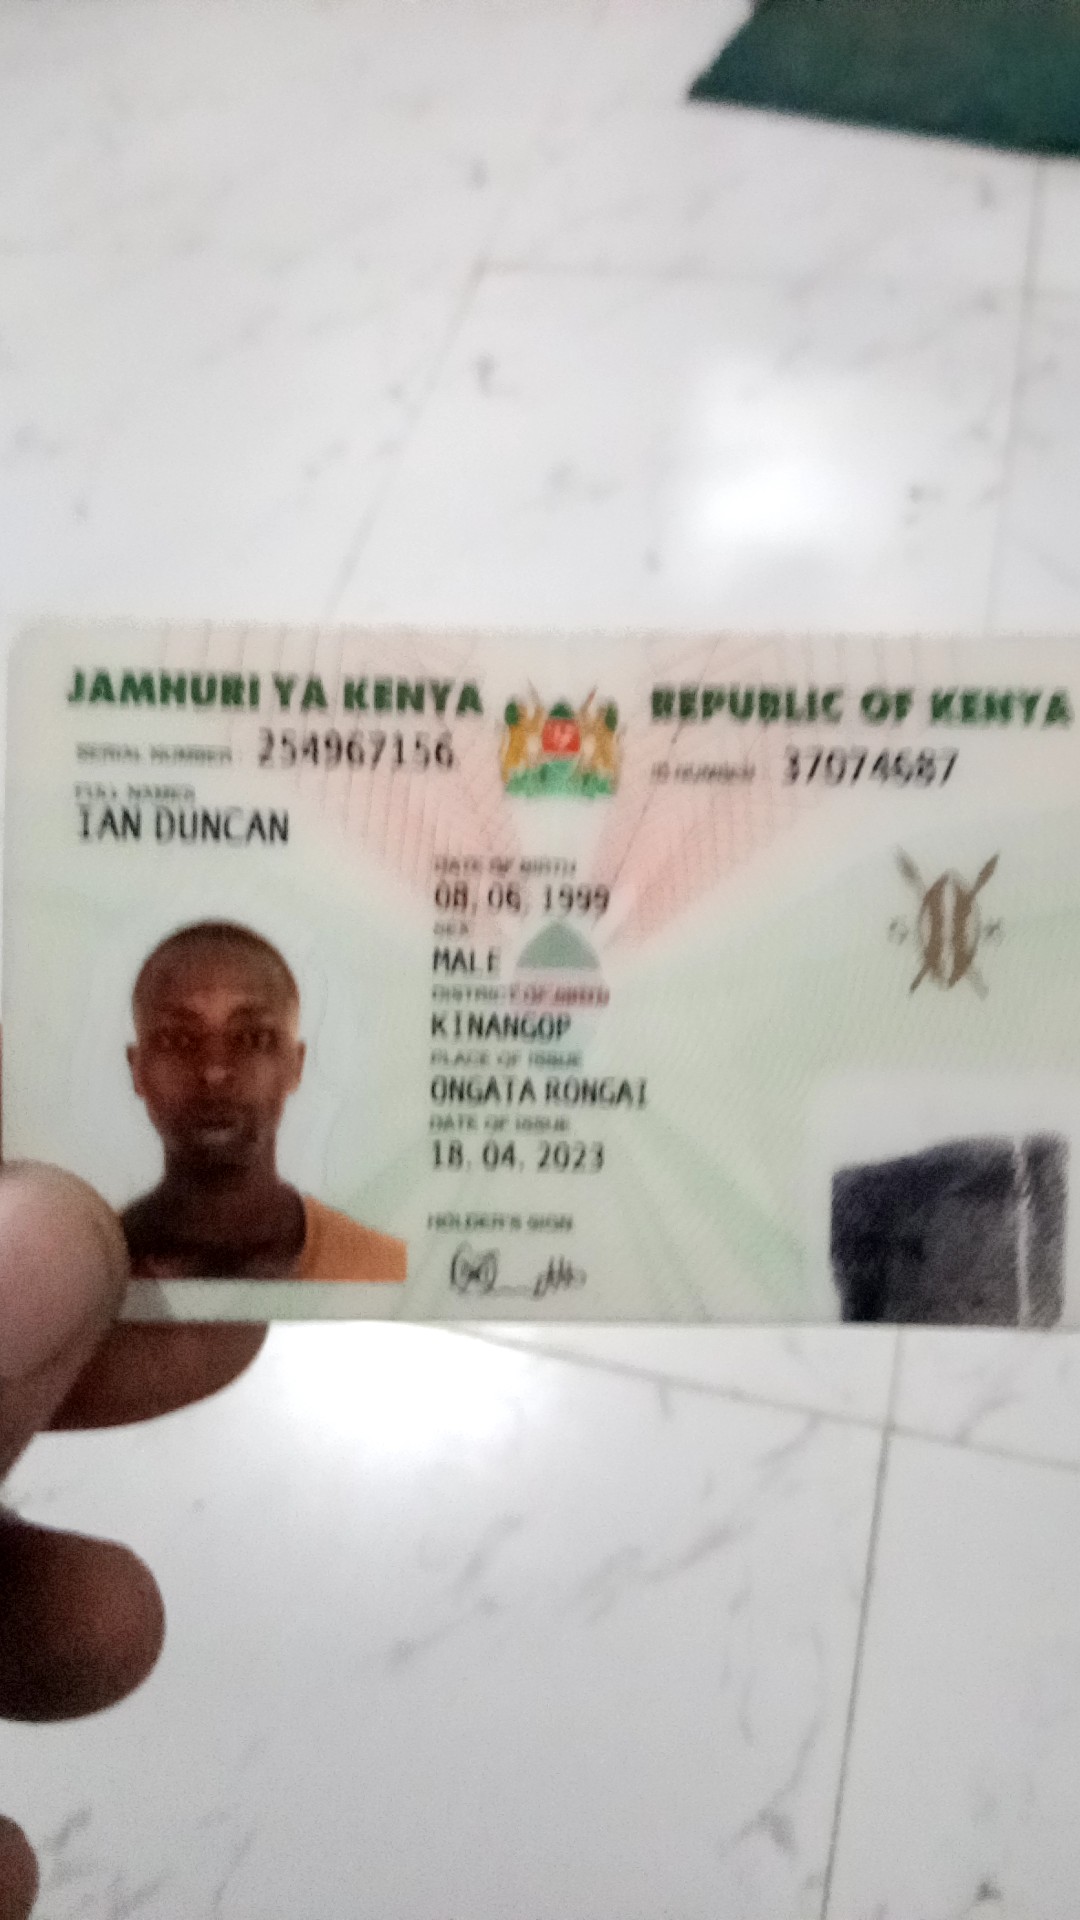 JAMHURI YA KENYA
REPUBLIC OF KENYA
SERIAL NUMBER: 254967156
ID NUMBER: 37074687
FULL NAMES
IAN DUNCAN
DATE OF BIRTH
08. 06. 1999
SEX
MALE
DISTRICT OF BIRTH
KINANGOP
PLACE OF ISSUE
ONGATA RONGAI
DATE OF ISSUE
18. 04. 2023
HOLDER'S SIGN